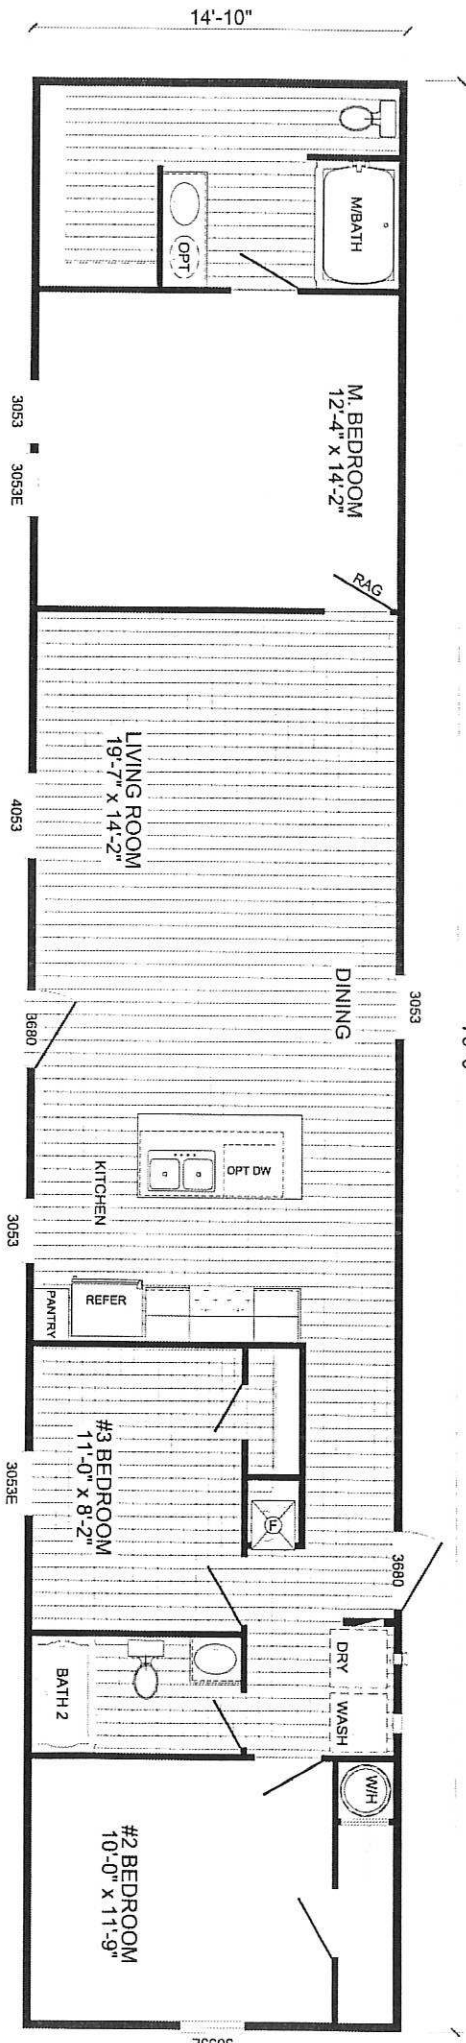 14'-10"
M/BATH
OPT
M. BEDROOM
12'-4" x 14'-2"
3053
3053E
RAG
LIVING ROOM
19'-7" x 14'-2"
4053
DINING
3053
3680
OPT DW
KITCHEN
3053
REFER
PANTRY
#3 BEDROOM
11'-0" x 8'-2"
3053E
F
3680
DRY
WASH
BATH 2
W/H
#2 BEDROOM
10'-0" x 11'-9"